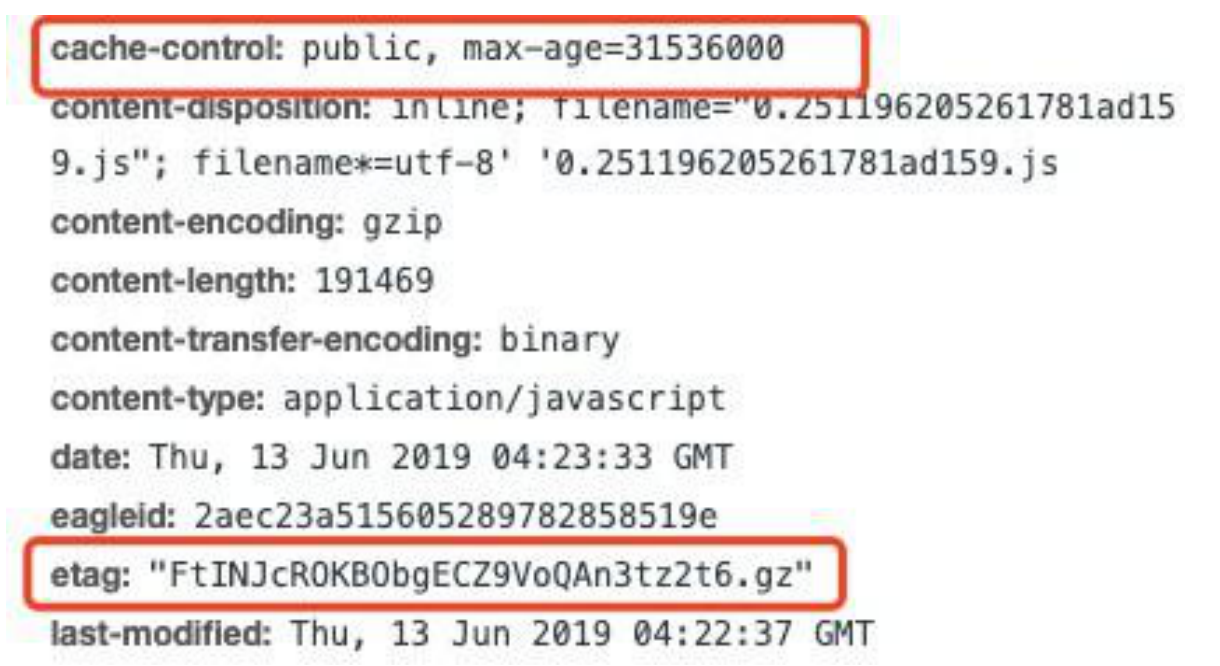 cache-control: public, max-age=31536000
content-disposition: inline; filename="0.251196205261781ad15
9.js"; filename*=utf-8' '0.251196205261781ad159.js
content-encoding: gzip
content-length: 191469
content-transfer-encoding: binary
content-type: application/javascript
date: Thu, 13 Jun 2019 04:23:33 GMT
eagleid: 2aec23a515605289782858519e
etag: "FtINJcROKBObgECZ9VoQAn3tz2t6.gz"
last-modified: Thu, 13 Jun 2019 04:22:37 GMT